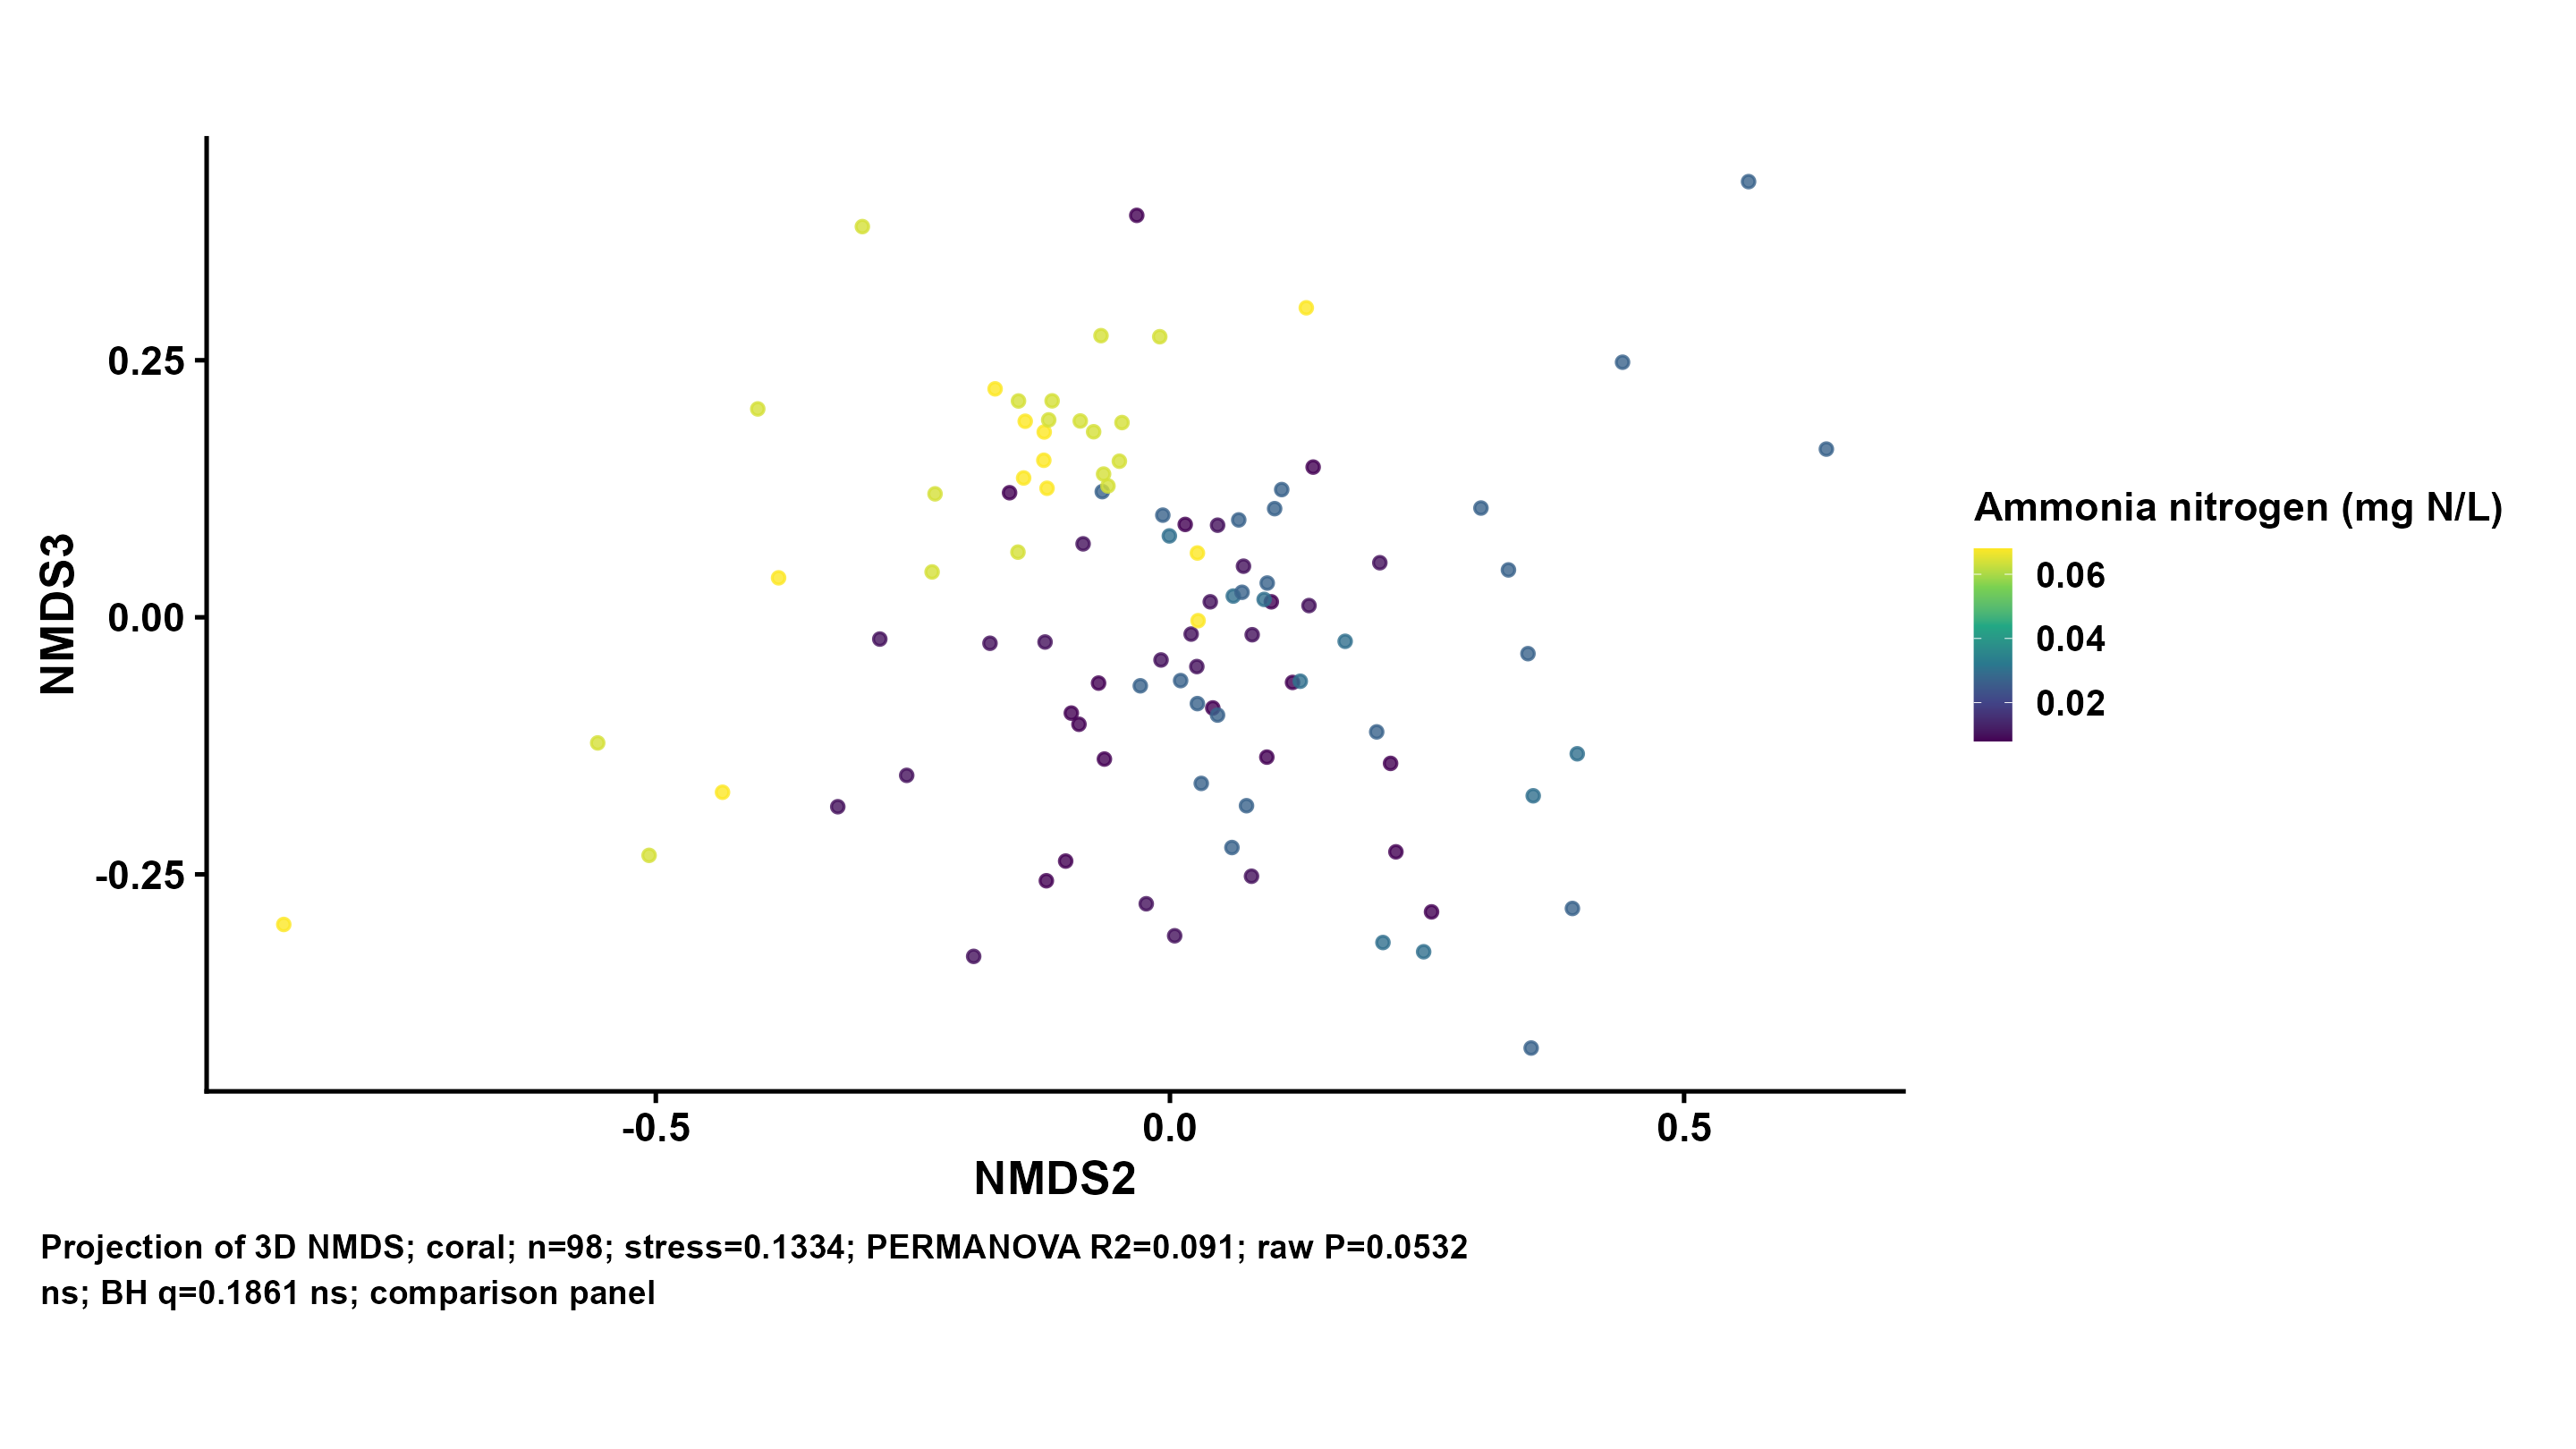 0.25
0.00
-0.25
NMDS3
-0.5
0.0
0.5
NMDS2
Ammonia nitrogen (mg N/L)
0.06
0.04
0.02
Projection of 3D NMDS; coral; n=98; stress=0.1334; PERMANOVA R2=0.091; raw P=0.0532
ns; BH q=0.1861 ns; comparison panel